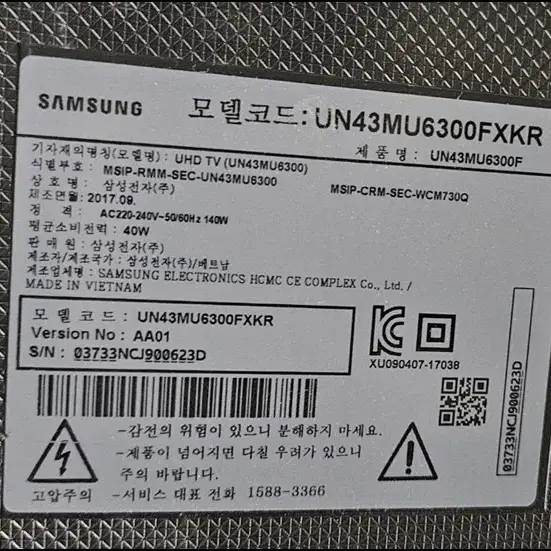 SAMSUNG 모델코드: UN43MU6300FXKR
제 품 명 : UN43MU6300F
기자재의명칭(모델명) : UHD TV (UN43MU6300)
식별부호 : MSIP-RMM-SEC-UN43MU6300
MSIP-CRM-SEC-WCM730Q
상 호 명 : 삼성전자(주)
제조연월: 2017.09.
정 격 : AC220-240V~50/60Hz 140W
평균소비전력 : 40W
판 매 원 : 삼성전자(주)
제조자/제조국가: 삼성전자(주)/베트남
제조업체명 : SAMSUNG ELECTRONICS HCMC CE COMPLEX Co., Ltd. /
MADE IN VIETNAM
모 델 코 드 : UN43MU6300FXKR
Version No : AA01
S/N : 03733NCJ900623D
XU090407-17038
03733NCJ900623D
-감전의 위험이 있으니 분해하지 마세요.
-제품이 넘어지면 다칠 우려가 있으니
주의 바랍니다.
고압주의 -서비스 대표 전화 1588-3366